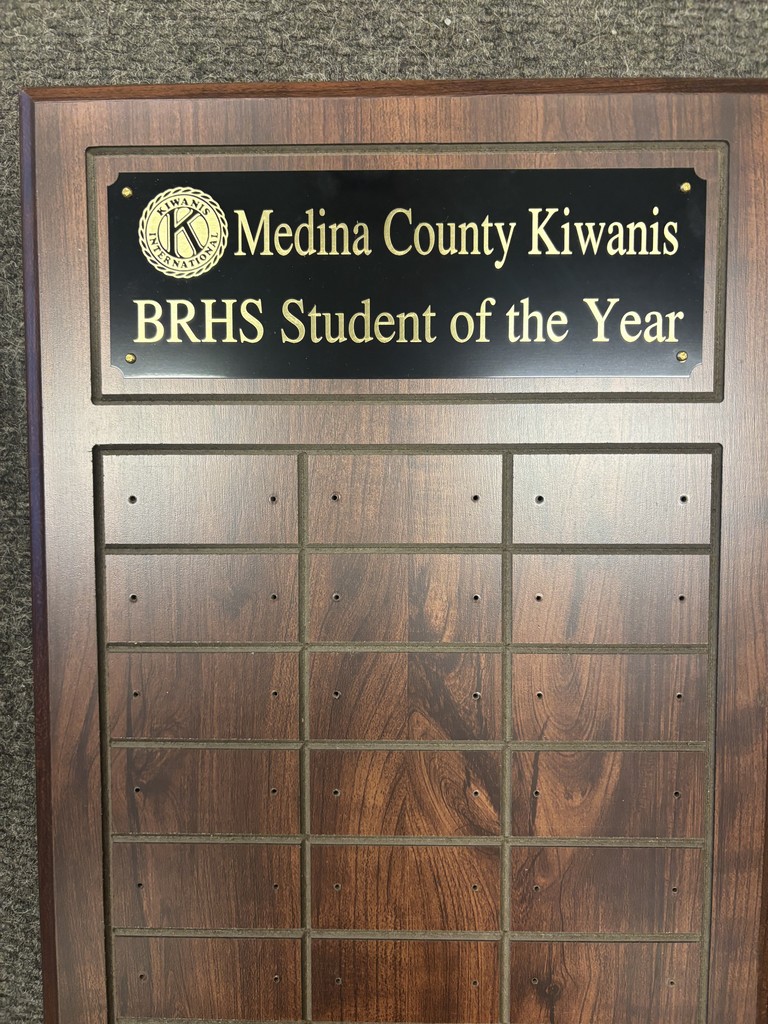 KIWANIS
K
INTERNATIONAL
Medina County Kiwanis
BRHS Student of the Year